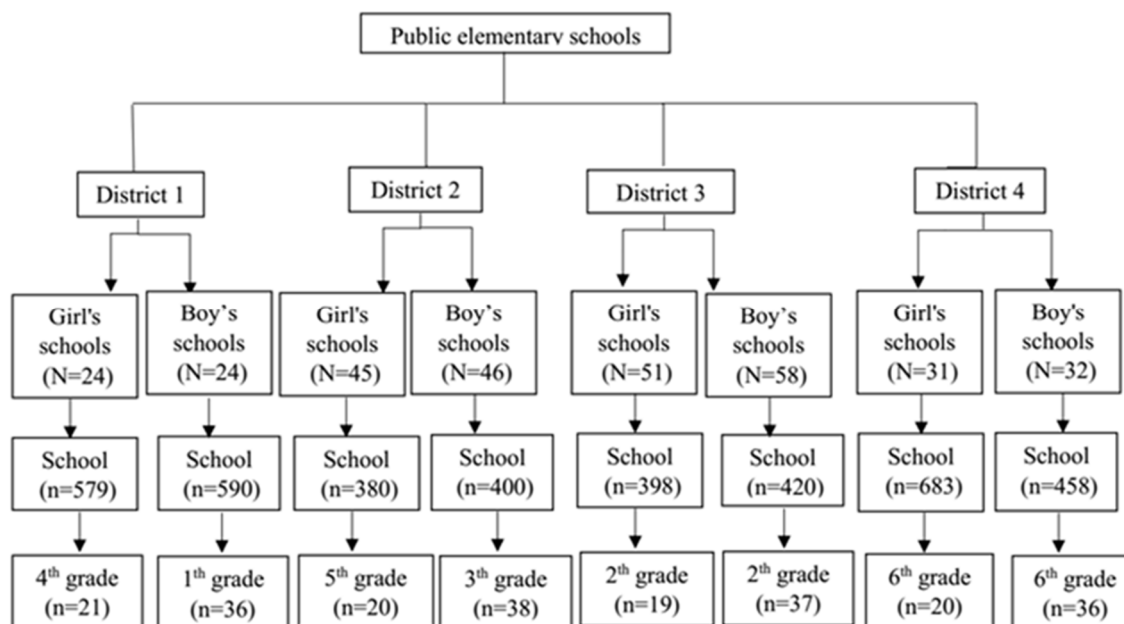 Public elementary schools
District 1
District 2
District 3
District 4
Girl's
schools
(N=24)
Boy’s
schools
(N=24)
Girl's
schools
(N=45)
Boy’s
schools
(N=46)
Girl's
schools
(N=51)
Boy’s
schools
(N=58)
Girl's
schools
(N=31)
Boy's
schools
(N=32)
School
(n=579)
School
(n=590)
School
(n=380)
School
(n=400)
School
(n=398)
School
(n=420)
School
(n=683)
School
(n=458)
4th grade
(n=21)
1th grade
(n=36)
5th grade
(n=20)
3th grade
(n=38)
2th grade
(n=19)
2th grade
(n=37)
6th grade
(n=20)
6th grade
(n=36)